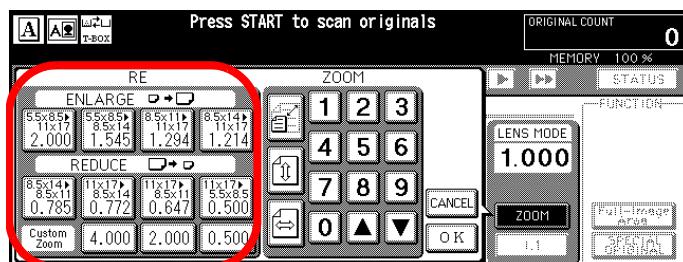 A A T-BOX Press START to scan originals ORIGINAL COUNT
0
MEMORY 100 %
RE ZOOM STATUS
ENLARGE FUNCTION
5.5x8.5 11x17 2.000
5.5x8.5 8.5x14 1.545
8.5x11 11x17 1.294
8.5x14 11x17 1.214
REDUCE
8.5x14 8.5x11 0.785
11x17 8.5x14 0.772
11x17 8.5x11 0.647
11x17 5.5x8.5 0.500
Custom Zoom 4.000 2.000 0.500
1 2 3
4 5 6
7 8 9
0 ▲ ▼
CANCEL
OK
LENS MODE
1.000
ZOOM
1.1
Full-Image Area
SPECIAL ORIGINAL